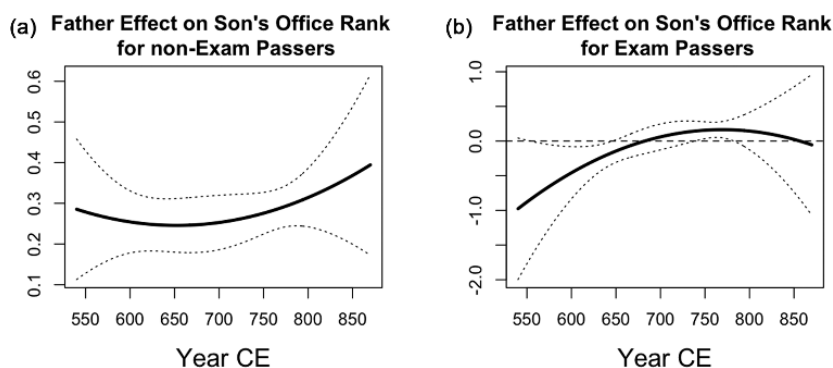 (a) Father Effect on Son's Office Rank
for non-Exam Passers
0.6
0.5
0.4
0.3
0.2
0.1
550 600 650 700 750 800 850
Year CE
(b) Father Effect on Son's Office Rank
for Exam Passers
1.0
0.0
-1.0
-2.0
550 600 650 700 750 800 850
Year CE